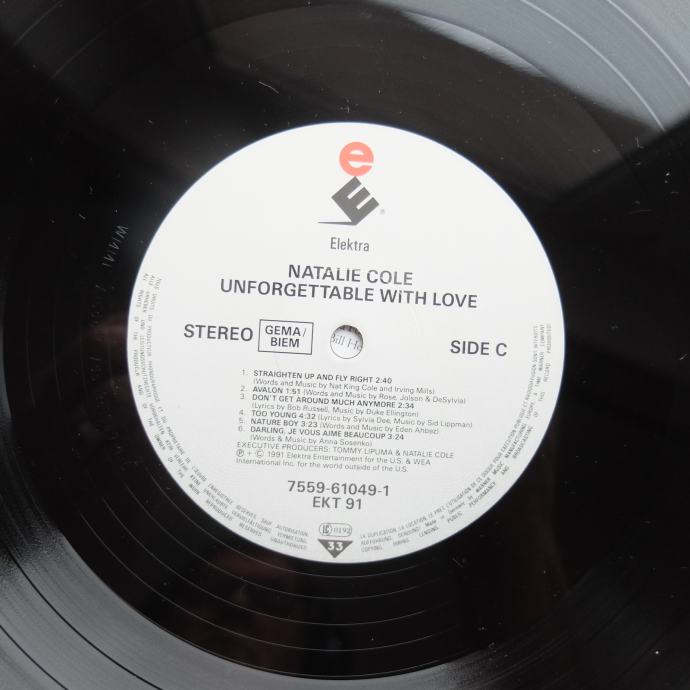 e
E®
Elektra
NATALIE COLE
UNFORGETTABLE WITH LOVE
STEREO GEMA/ BIEM SIDE C
Bill
1. STRAIGHTEN UP AND FLY RIGHT 2:40
(Words and Music by Nat King Cole and Irving Mills)
2. AVALON 1:51 (Words and Music by Rose, Jolson & DeSylvia)
3. DON'T GET AROUND MUCH ANYMORE 2:34
(Lyrics by Bob Russell, Music by Duke Ellington)
4. TOO YOUNG 4:32 (Lyrics by Sylvia Dee, Music by Sid Lippman)
5. NATURE BOY 3:23 (Words and Music by Eden Ahbez)
6. DARLING, JE VOUS AIME BEAUCOUP 3:24
(Words & Music by Anna Sosenko)
EXECUTIVE PRODUCERS: TOMMY LIPUMA & NATALIE COLE
℗ + © 1991 Elektra Entertainment for the U.S. & WEA
International Inc. for the world outside of the U.S.
7559-61049-1
EKT 91
LC 0192
33